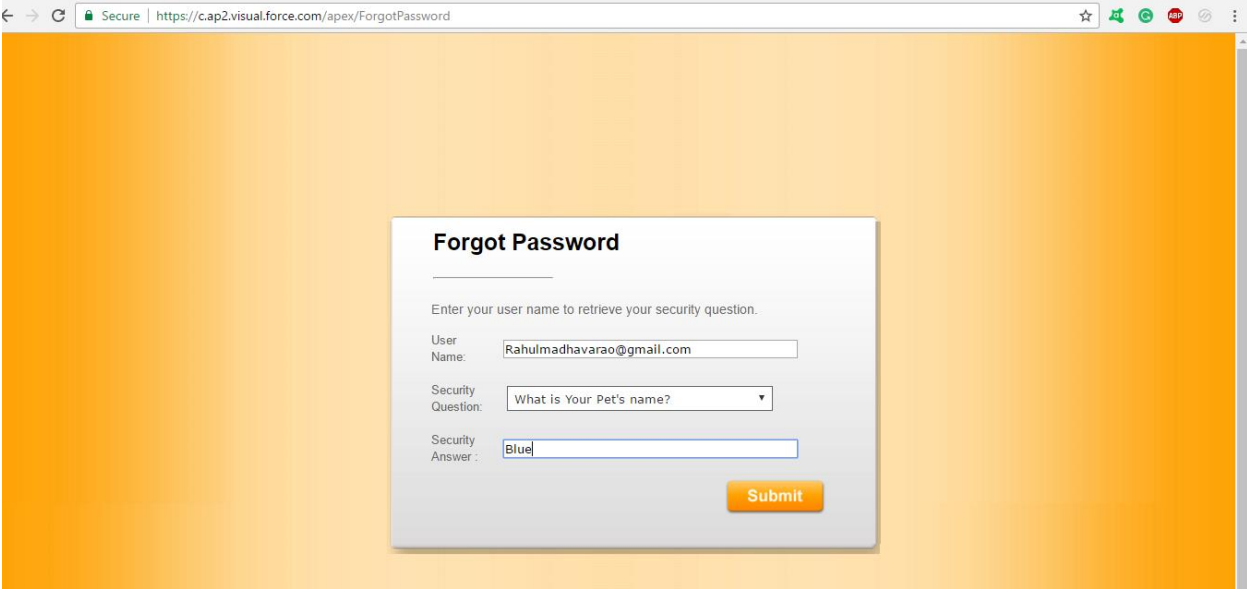 Secure | https://c.ap2.visual.force.com/apex/ForgotPassword
ABP
Forgot Password
Enter your user name to retrieve your security question.
User
Name:
Rahulmadhavarao@gmail.com
Security
Question:
What is Your Pet's name?
Security
Answer :
Blue
Submit